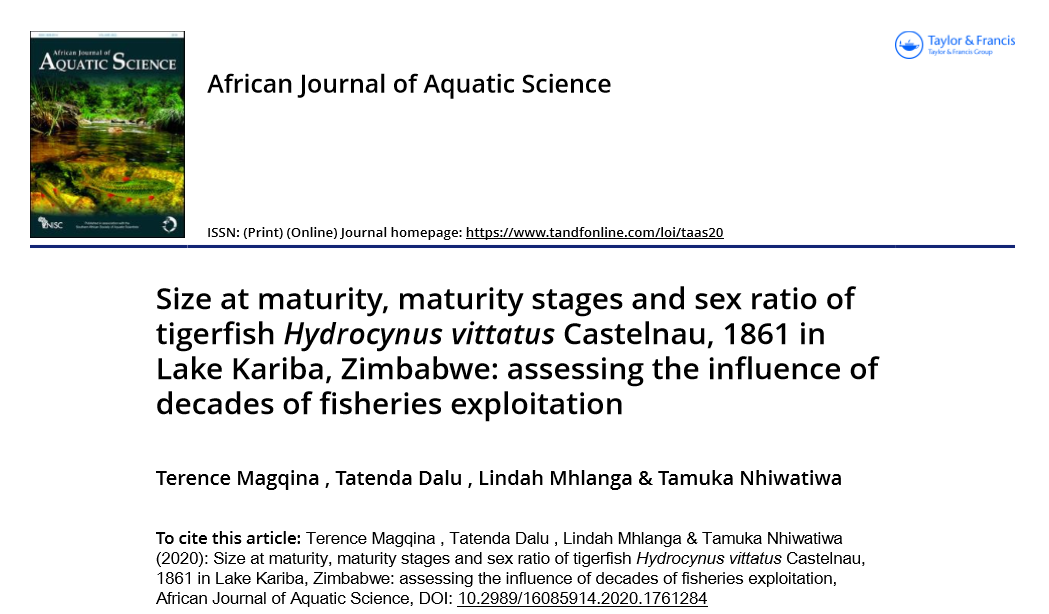 African Journal of
AQUATIC SCIENCE
NISC
Taylor & Francis
Taylor & Francis Group
African Journal of Aquatic Science
ISSN: (Print) (Online) Journal homepage: https://www.tandfonline.com/loi/taas20
Size at maturity, maturity stages and sex ratio of
tigerfish Hydrocynus vittatus Castelnau, 1861 in
Lake Kariba, Zimbabwe: assessing the influence of
decades of fisheries exploitation
Terence Magqina , Tatenda Dalu , Lindah Mhlanga & Tamuka Nhiwatiwa
To cite this article: Terence Magqina , Tatenda Dalu , Lindah Mhlanga & Tamuka Nhiwatiwa
(2020): Size at maturity, maturity stages and sex ratio of tigerfish Hydrocynus vittatus Castelnau,
1861 in Lake Kariba, Zimbabwe: assessing the influence of decades of fisheries exploitation,
African Journal of Aquatic Science, DOI: 10.2989/16085914.2020.1761284